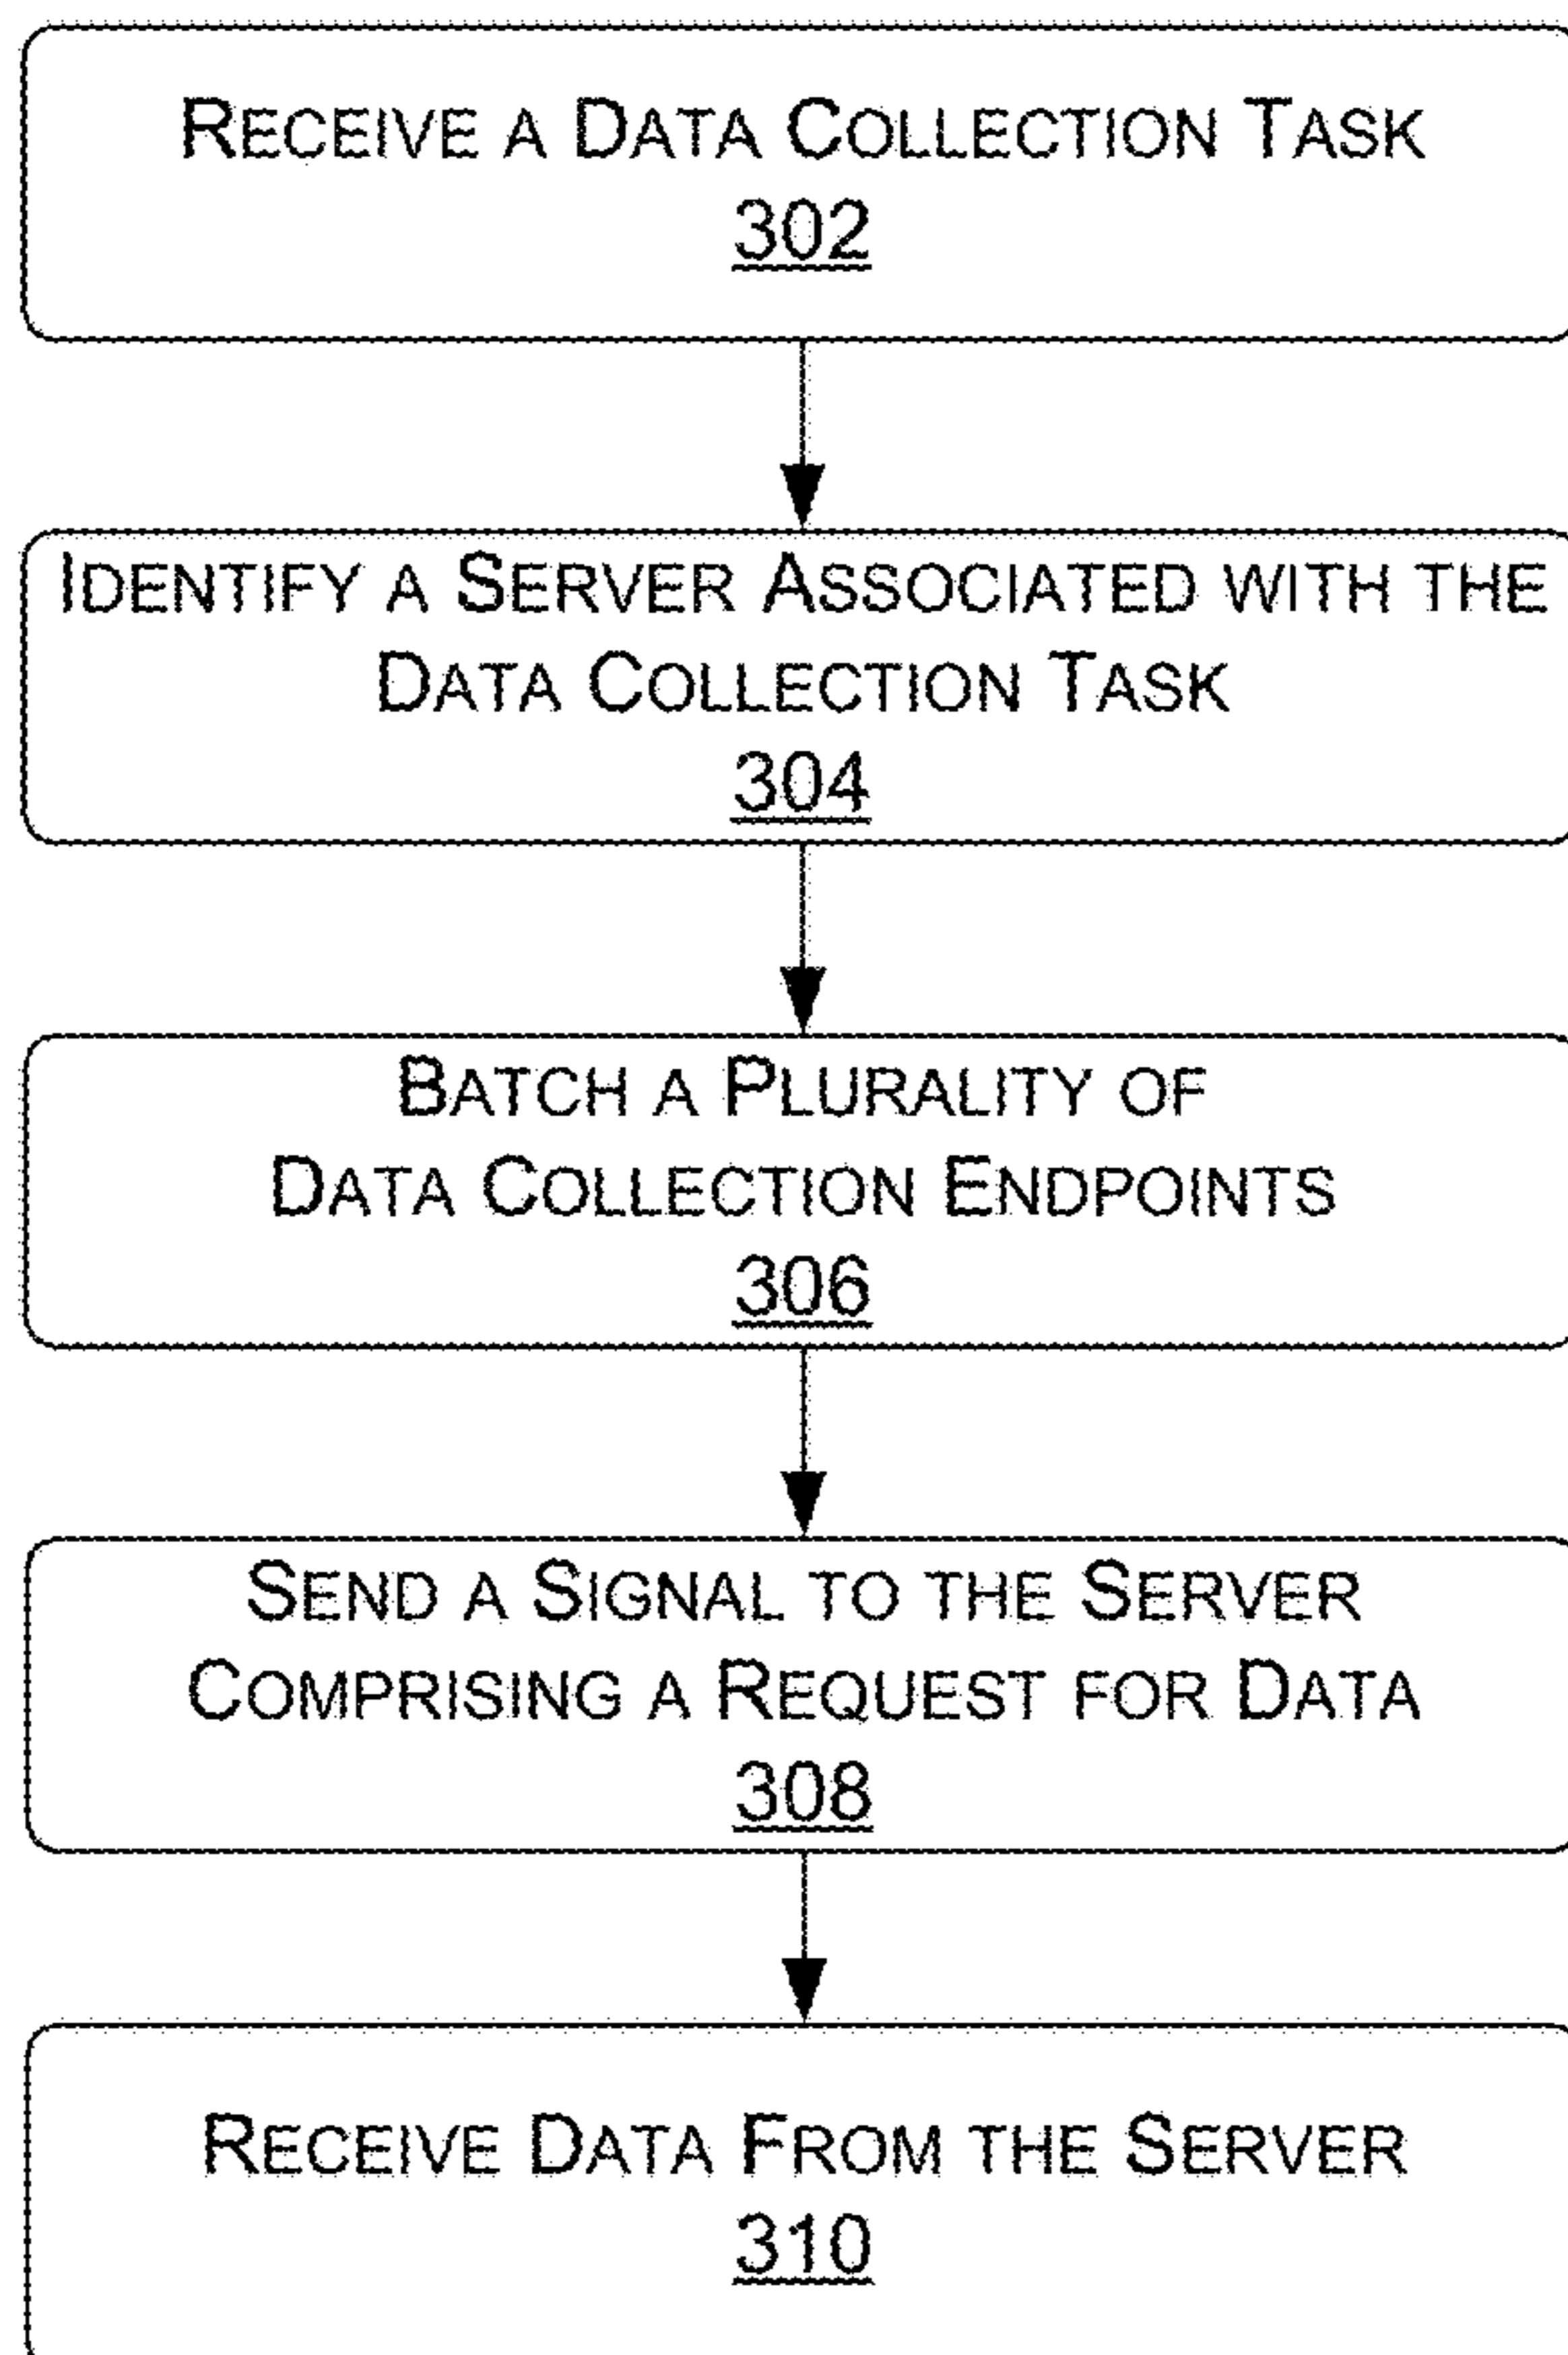 RECEIVE A DATA COLLECTION TASK
302
IDENTIFY A SERVER ASSOCIATED WITH THE
DATA COLLECTION TASK
304
BATCH A PLURALITY OF
DATA COLLECTION ENDPOINTS
306
SEND A SIGNAL TO THE SERVER
COMPRISING A REQUEST FOR DATA
308
RECEIVE DATA FROM THE SERVER
310